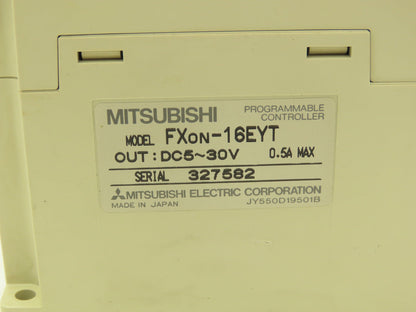 MITSUBISHI PROGRAMMABLE CONTROLLER
MODEL FX0N-16EYT
OUT:DC5~30V 0.5A MAX
SERIAL 327582
MITSUBISHI ELECTRIC CORPORATION
MADE IN JAPAN JY550D19501B